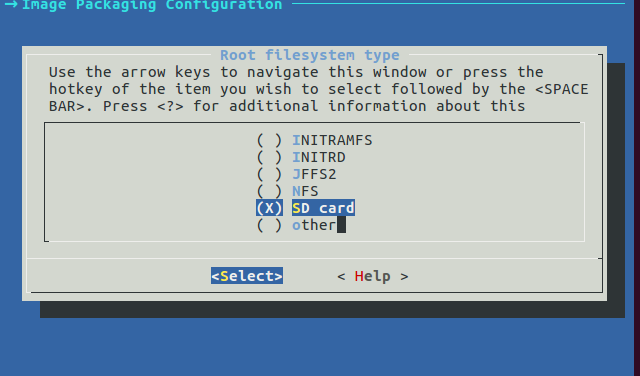 → Image Packaging Configuration
Root filesystem type
Use the arrow keys to navigate this window or press the
hotkey of the item you wish to select followed by the <SPACE
BAR>. Press <?> for additional information about this
( ) INITRAMFS
( ) INITRD
( ) JFFS2
( ) NFS
(X) SD card
( ) other
<Select> < Help >